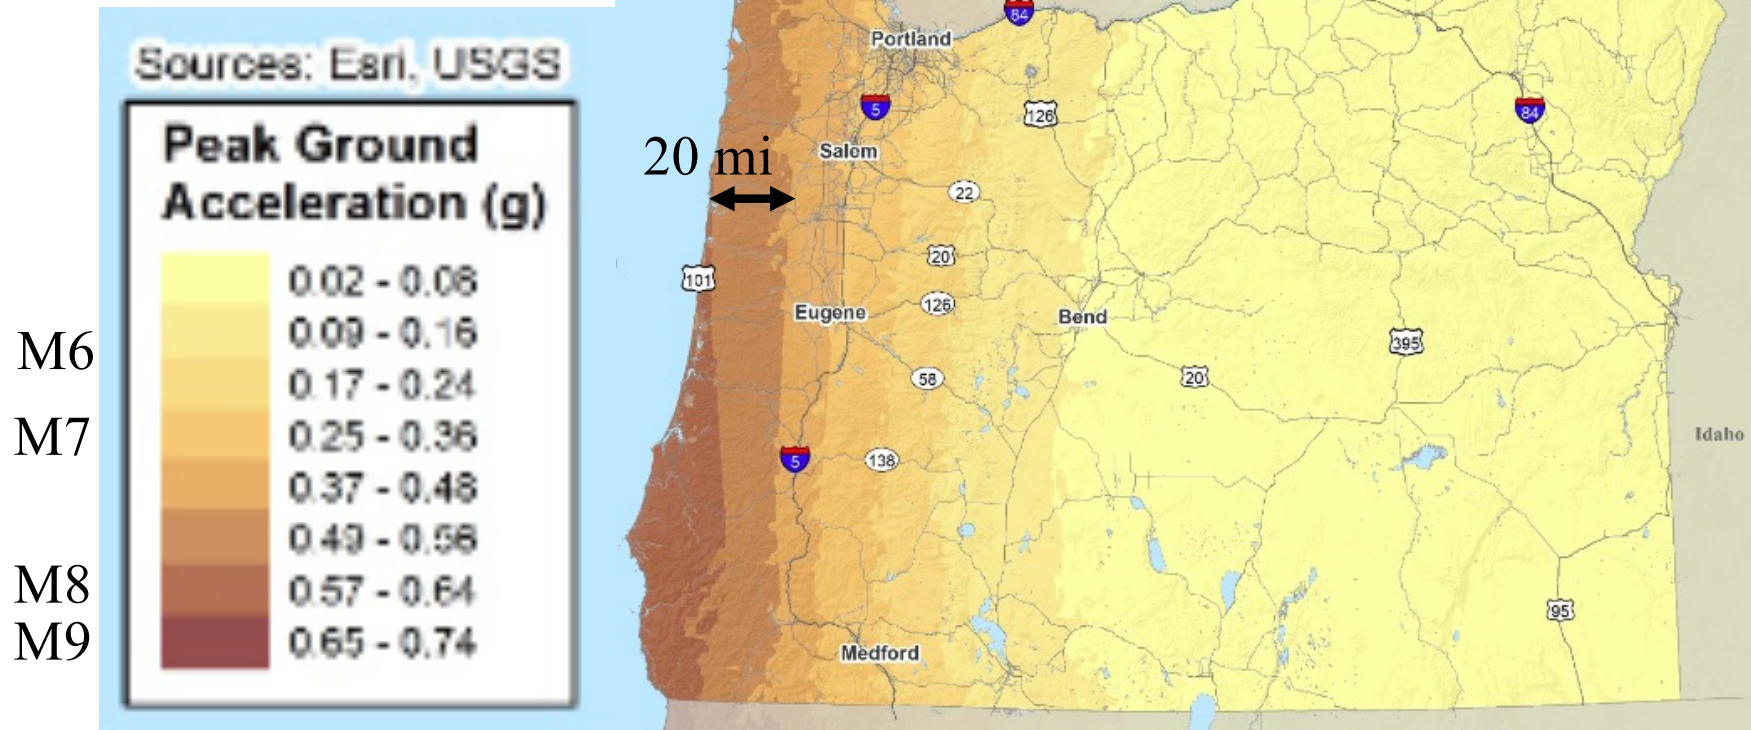 Sources: Esri, USGS
Peak Ground
Acceleration (g)
0.02 - 0.08
0.09 - 0.16
0.17 - 0.24
0.25 - 0.36
0.37 - 0.48
0.49 - 0.56
0.57 - 0.64
0.65 - 0.74
M6
M7
M8
M9
84
Portland
5
126
84
20 mi
Salem
22
20
101
126
Eugene
Bend
395
58
20
Idaho
5
138
95
Medford